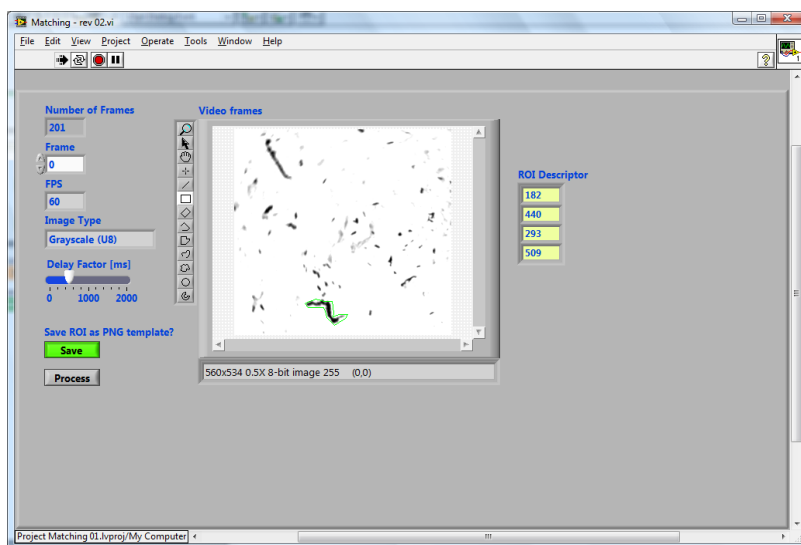 Matching - rev 02.vi
File Edit View Project Operate Tools Window Help
1
Number of Frames
201
Frame
0
FPS
60
Image Type
Grayscale (U8)
Delay Factor [ms]
0 1000 2000
Save ROI as PNG template?
Save
Process
Video frames
560x534 0.5X 8-bit image 255 (0,0)
ROI Descriptor
182
440
293
509
Project Matching 01.lvproj/My Computer